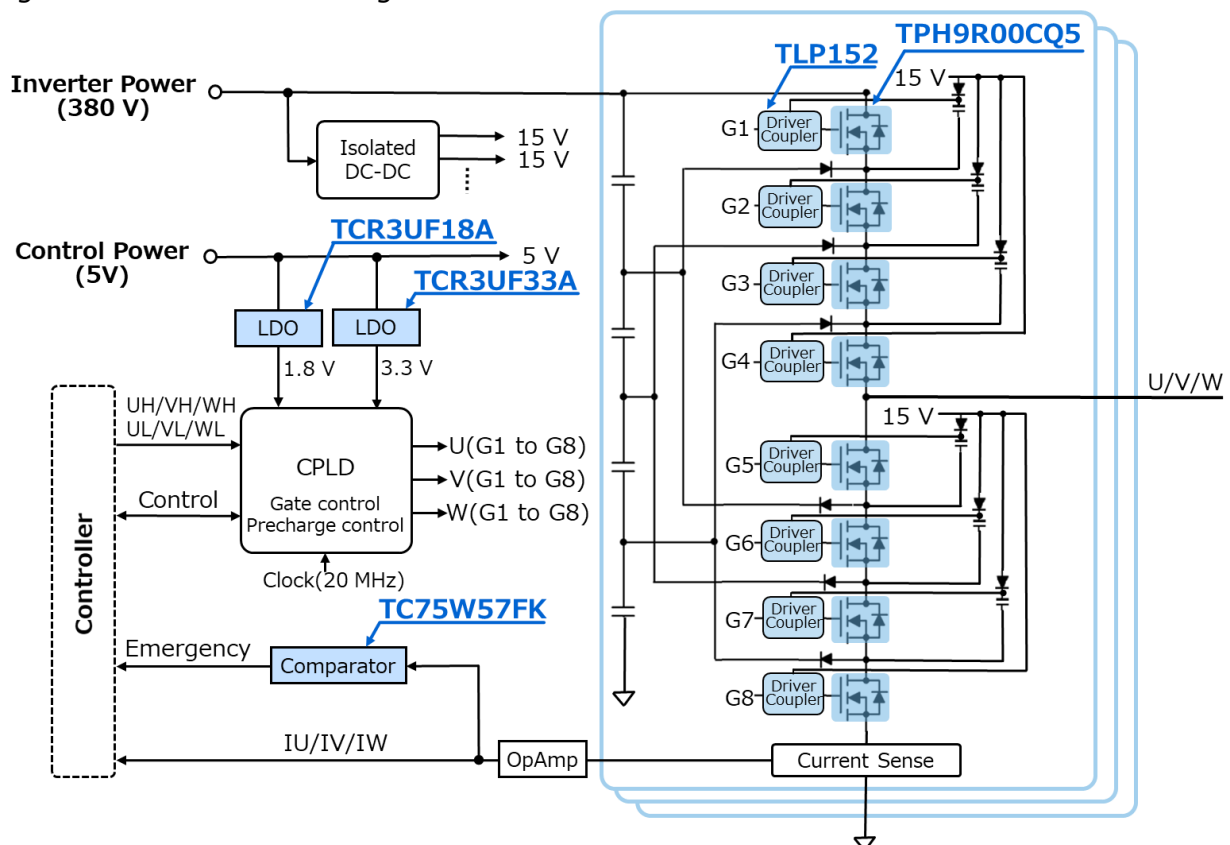 TPH9R00CQ5
TLP152
Inverter Power
(380 V)
15 V
Isolated
DC-DC
15 V
15 V
G1
Driver
Coupler
G2
Driver
Coupler
G3
Driver
Coupler
G4
Driver
Coupler
TCR3UF18A
Control Power
(5V)
5 V
TCR3UF33A
LDO
LDO
1.8 V
3.3 V
U/V/W
UH/VH/WH
UL/VL/WL
CPLD
Gate control
Precharge control
Control
U(G1 to G8)
V(G1 to G8)
W(G1 to G8)
Clock(20 MHz)
Controller
15 V
G5
Driver
Coupler
G6
Driver
Coupler
G7
Driver
Coupler
G8
Driver
Coupler
TC75W57FK
Emergency
Comparator
IU/IV/IW
OpAmp
Current Sense